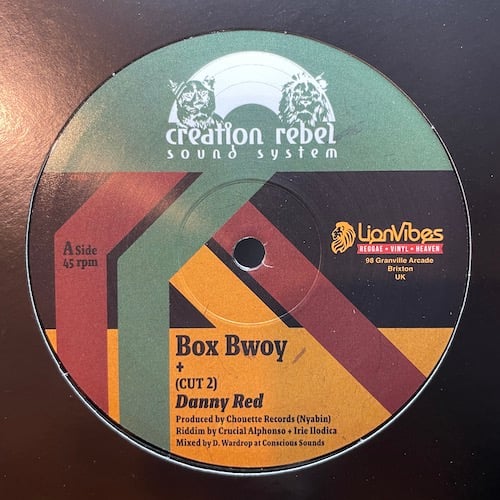 creation rebel
sound system
A Side
45 rpm
LionVibes
REGGAE + VINYL + HEAVEN
98 Granville Arcade
Brixton
UK
Box Bwoy
+
(CUT 2)
Danny Red
Produced by Chouette Records (Nyabin)
Riddim by Crucial Alphonso + Irie Ilodica
Mixed by D. Wardrop at Conscious Sounds